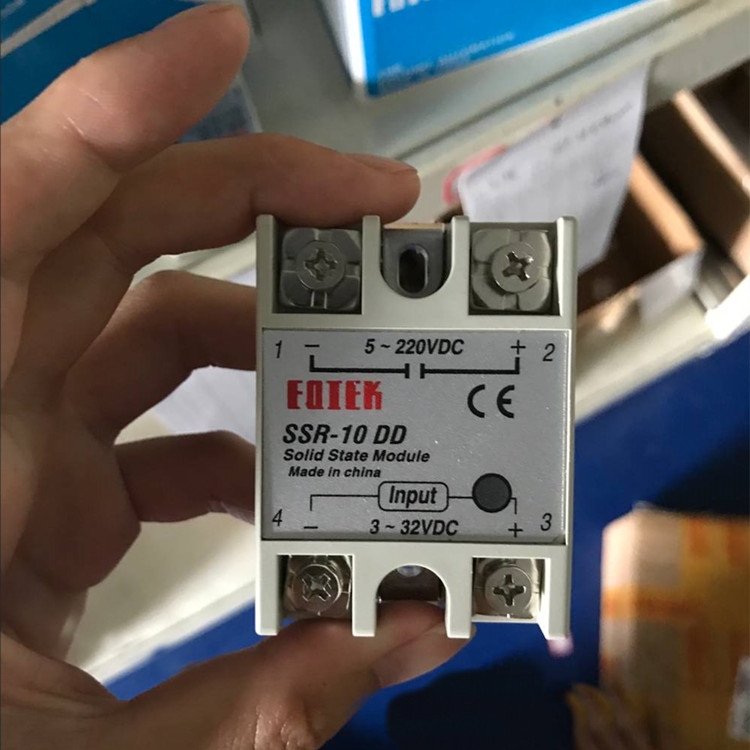 1 − 5~220VDC + 2
FQTEK
CE
SSR-10 DD
Solid State Module
Made in china
Input
4 − 3~32VDC + 3